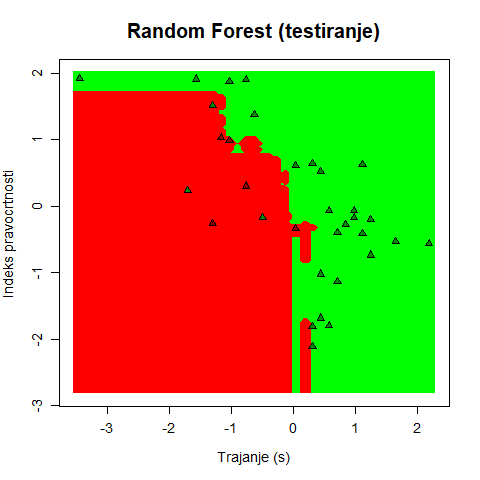 Random Forest (testiranje)
Indeks pravocrtnosti
2
1
0
-1
-2
-3
-3 -2 -1 0 1 2
Trajanje (s)